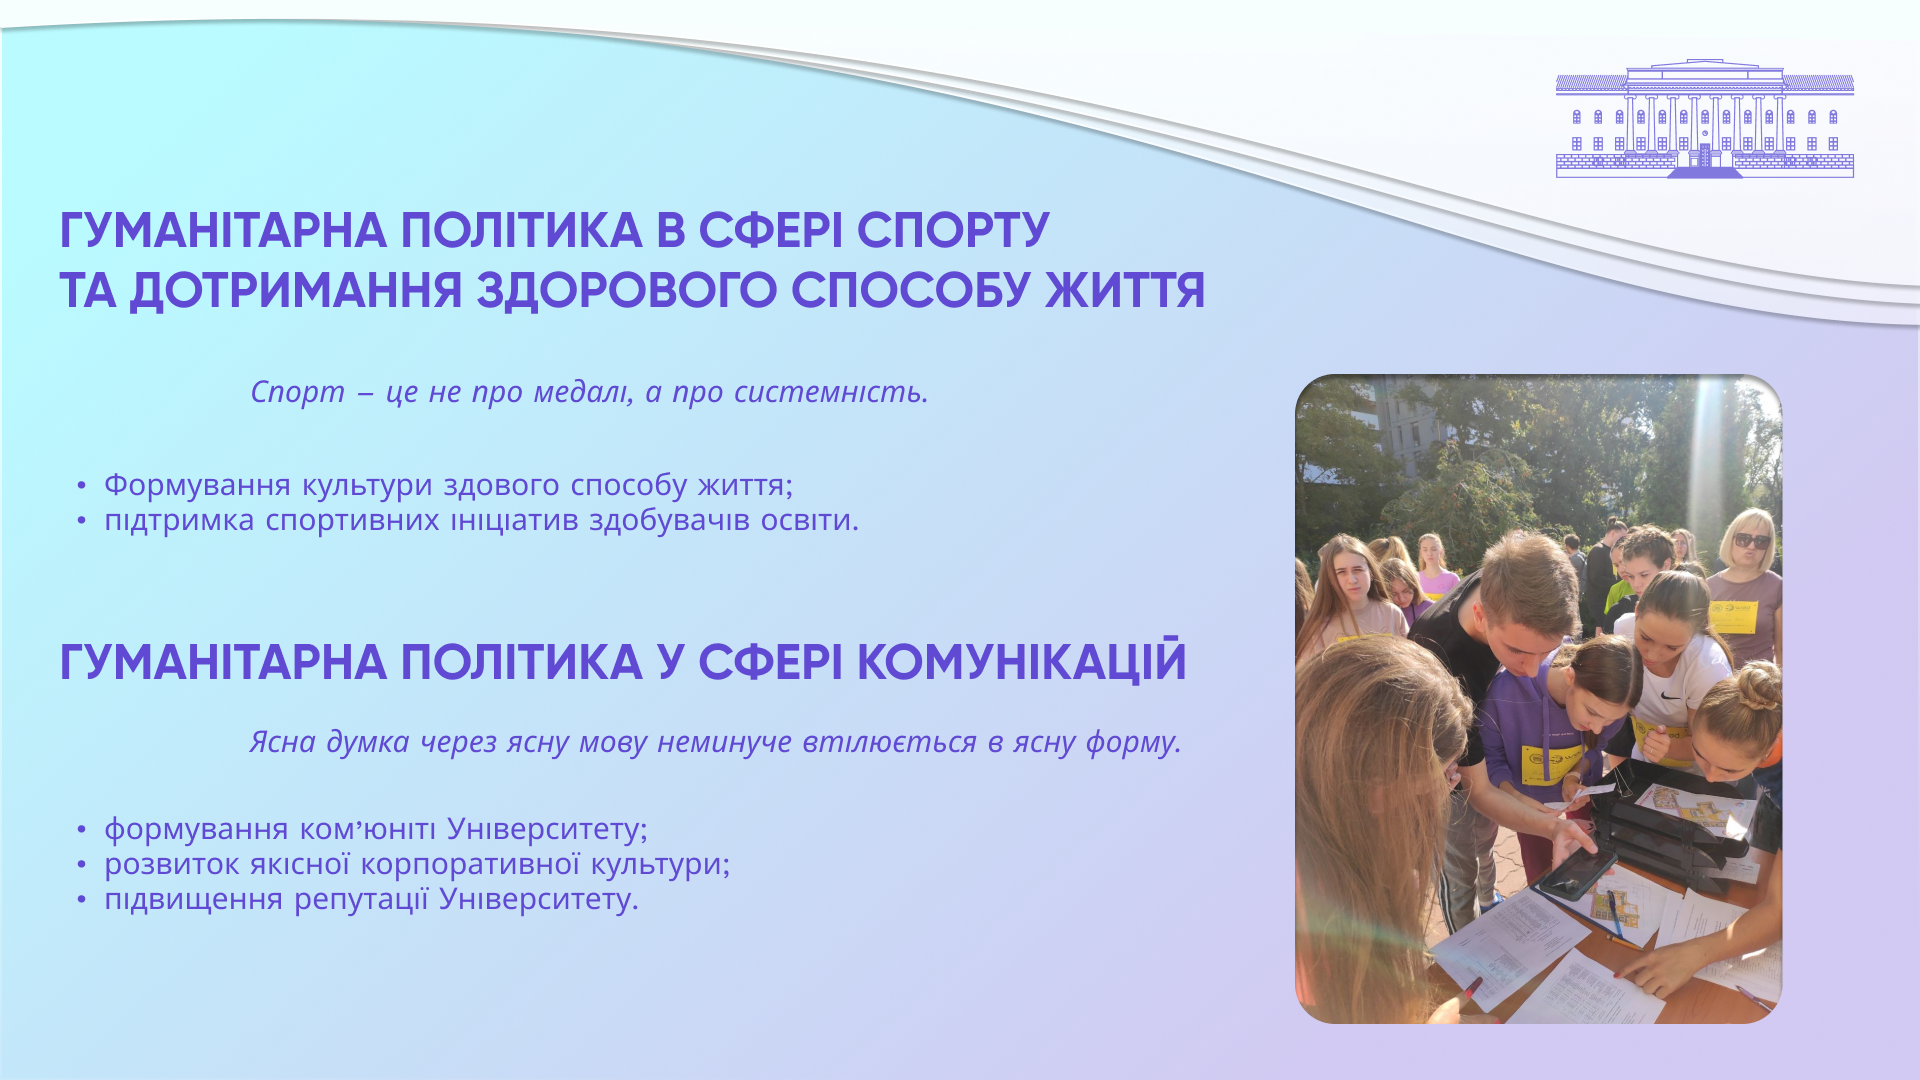 ГУМАНІТАРНА ПОЛІТИКА В СФЕРІ СПОРТУ
ТА ДОТРИМАННЯ ЗДОРОВОГО СПОСОБУ ЖИТТЯ
Спорт – це не про медалі, а про системність.
• Формування культури здового способу життя;
• підтримка спортивних ініціатив здобувачів освіти.
ГУМАНІТАРНА ПОЛІТИКА У СФЕРІ КОМУНІКАЦІЙ
Ясна думка через ясну мову неминуче втілюється в ясну форму.
• формування ком’юніті Університету;
• розвиток якісної корпоративної культури;
• підвищення репутації Університету.